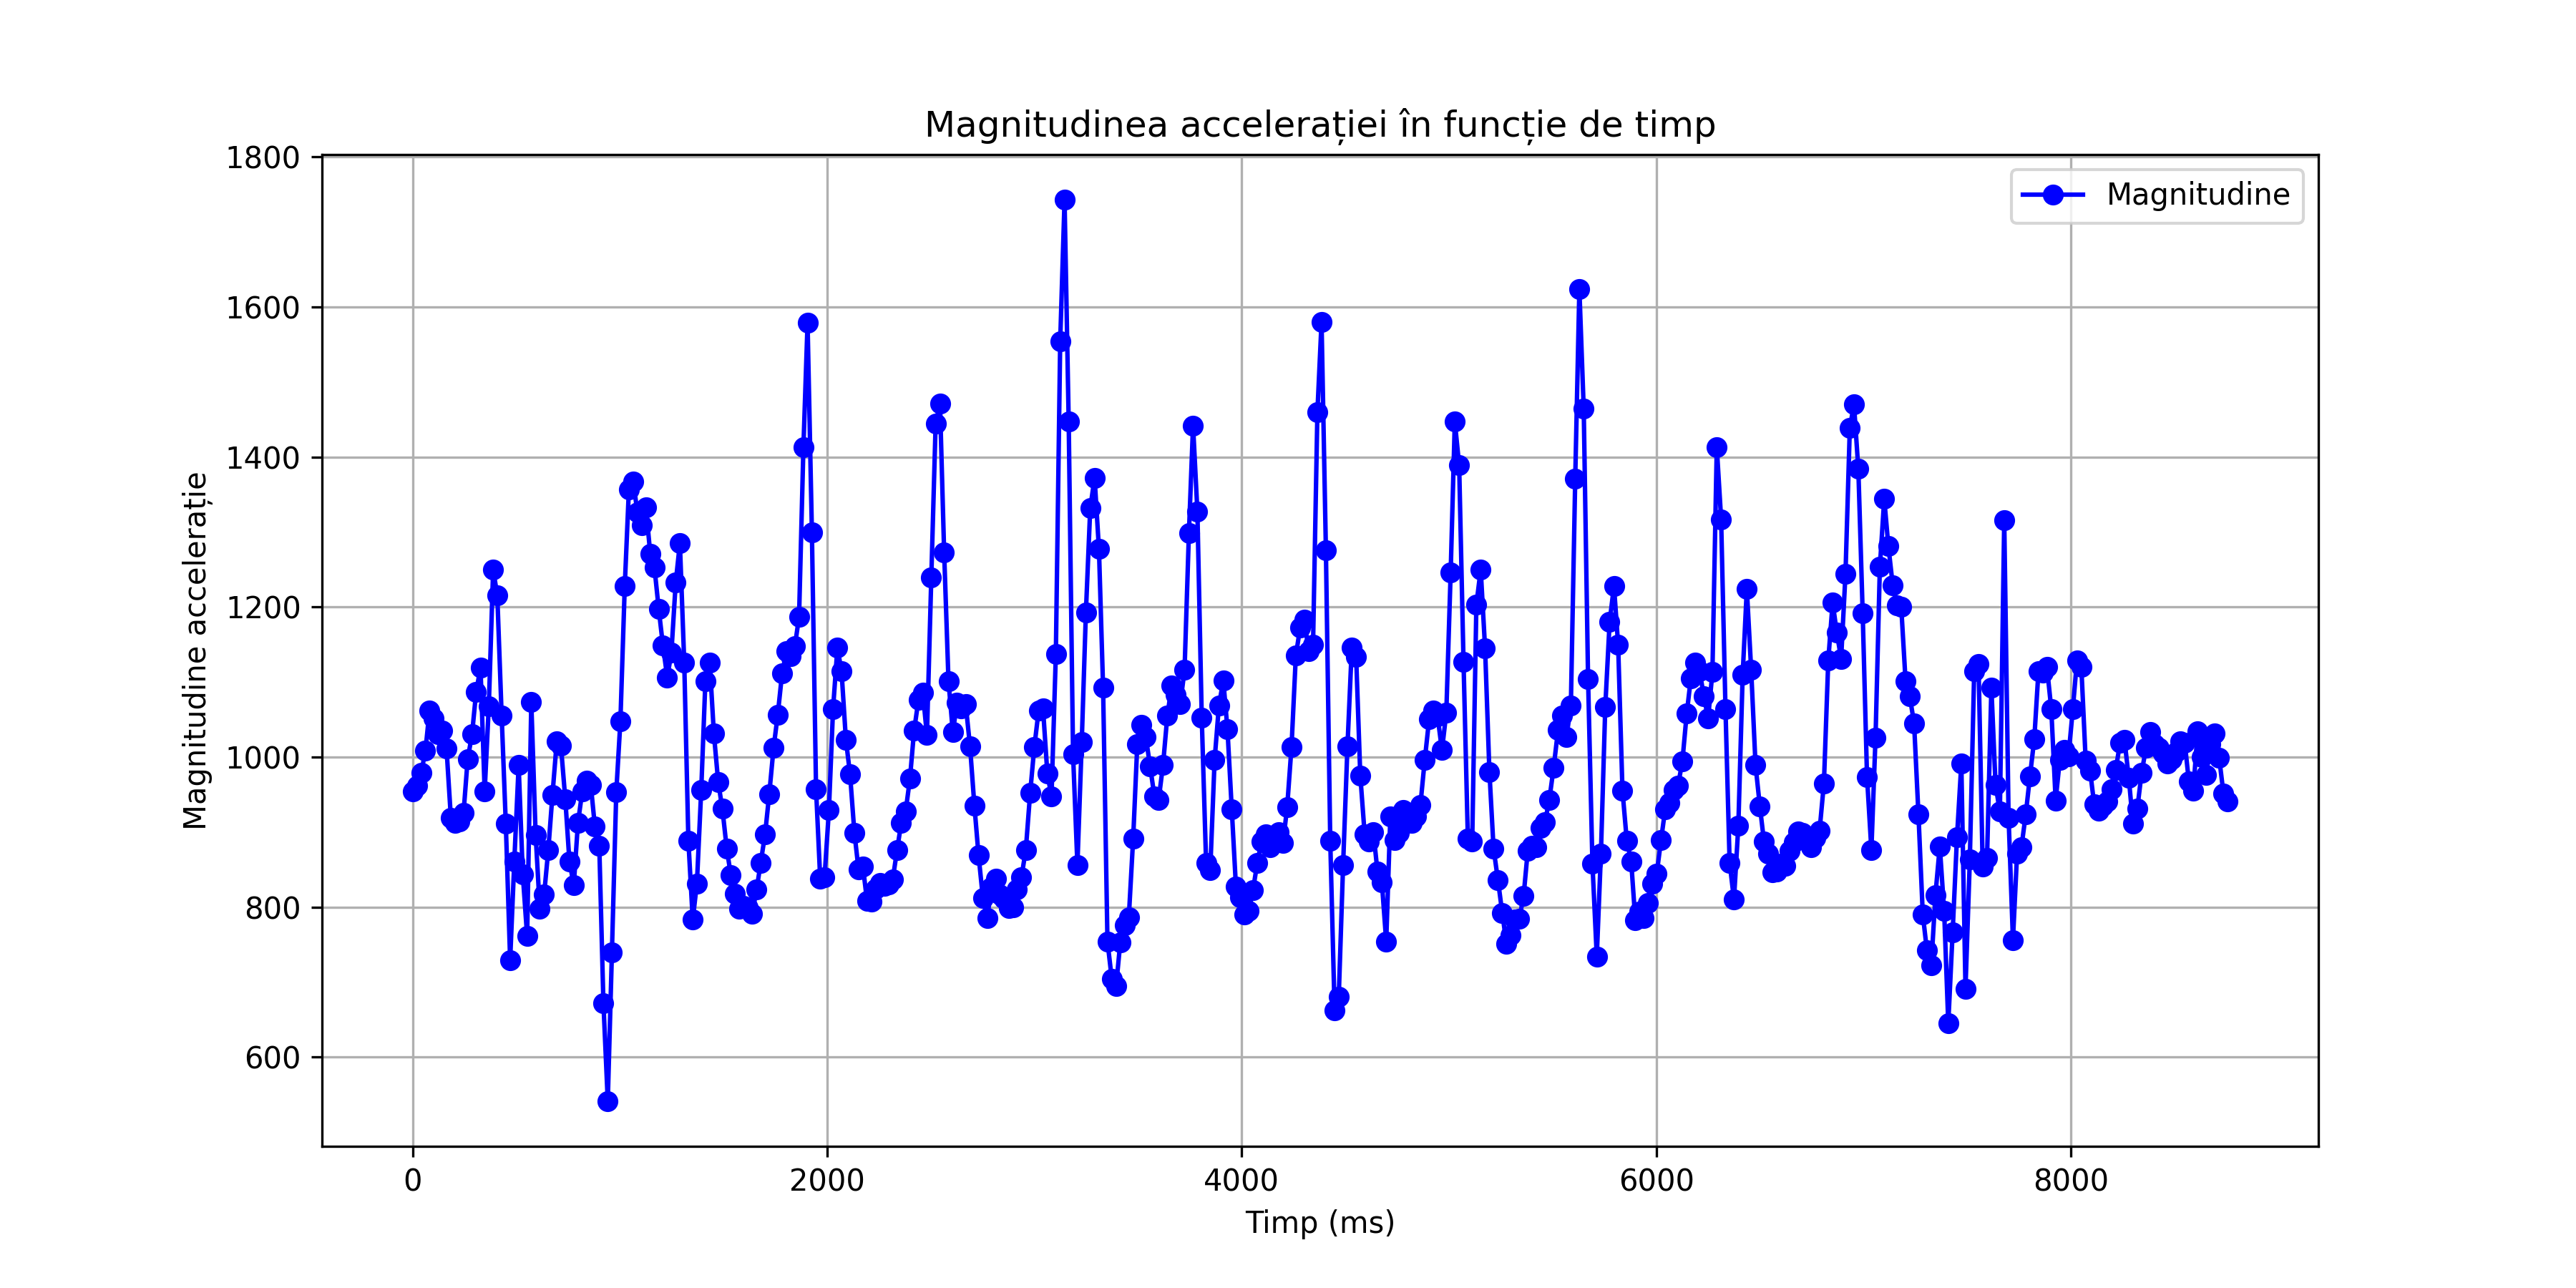 Magnitudinea accelerației în funcție de timp
1800
1600
1400
1200
1000
800
600
Magnitudine accelerație
Magnitudine
0 2000 4000 6000 8000
Timp (ms)